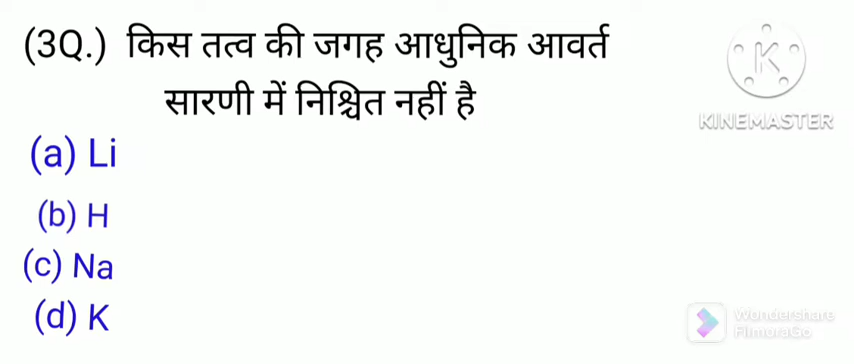 (3Q.) किस तत्व की जगह आधुनिक आवर्त
सारणी में निश्चित नहीं है
(a) Li
(b) H
(c) Na
(d) K
KINEMASTER
Wondershare
FilmoraGo